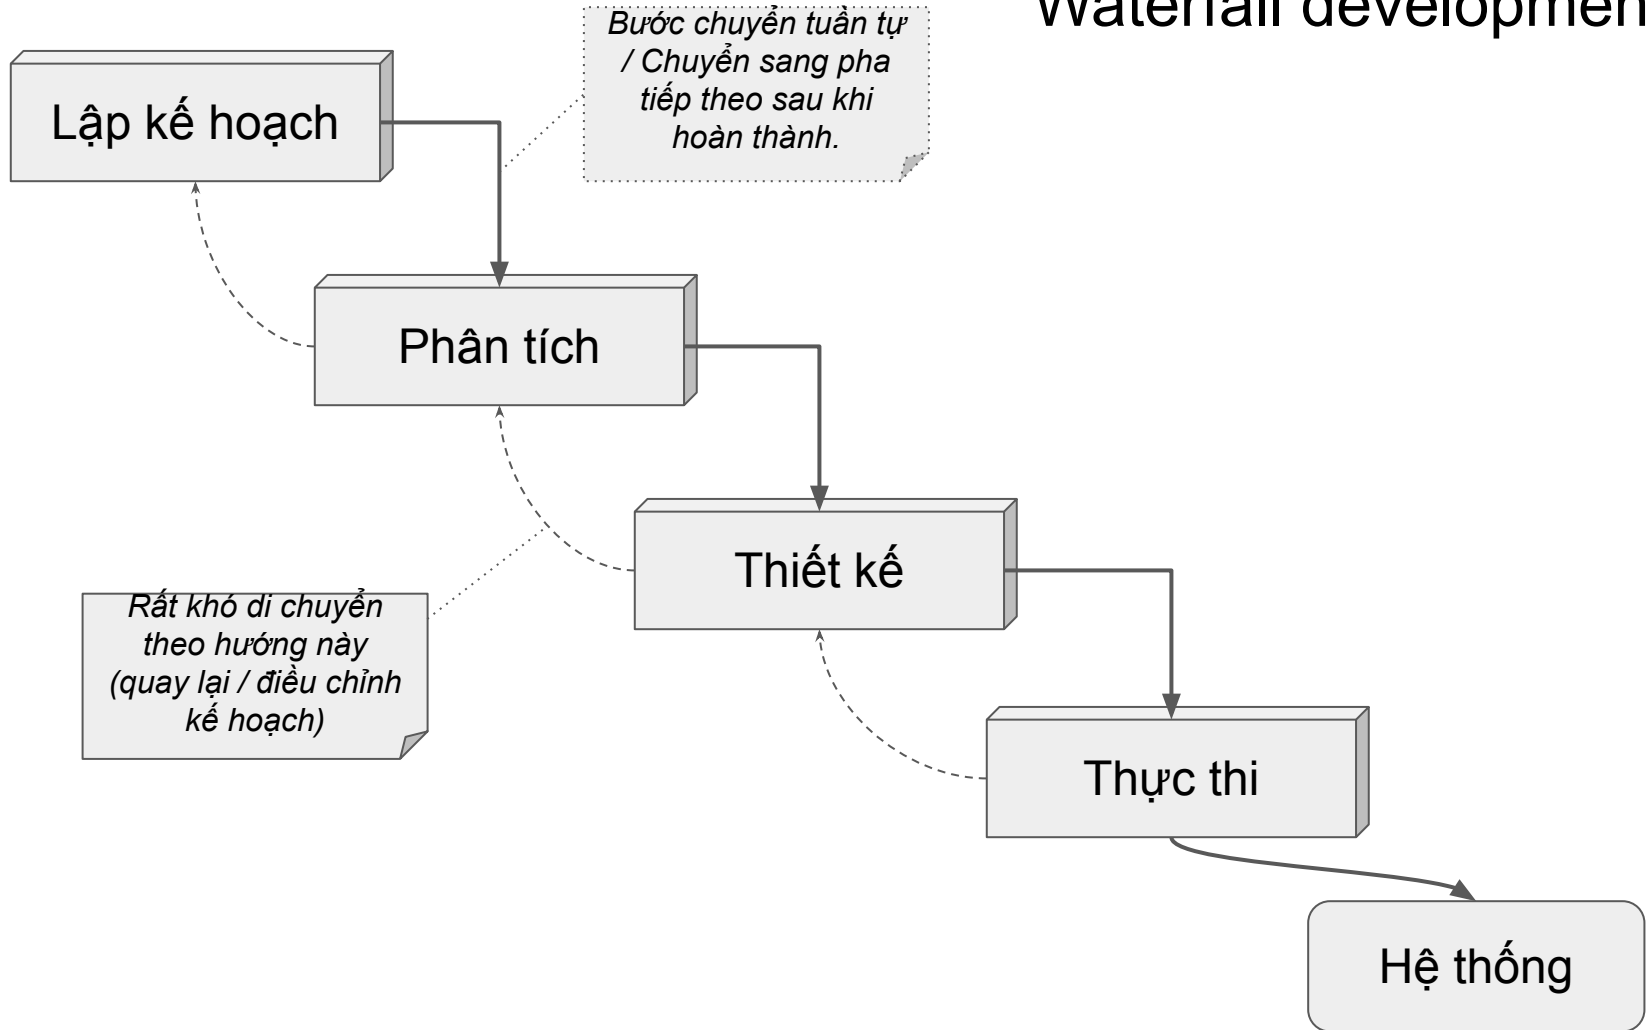 Waterfall developmen
Bước chuyển tuần tự
/ Chuyển sang pha
tiếp theo sau khi
hoàn thành.
Lập kế hoạch
Phân tích
Thiết kế
Rất khó di chuyển
theo hướng này
(quay lại / điều chỉnh
kế hoạch)
Thực thi
Hệ thống